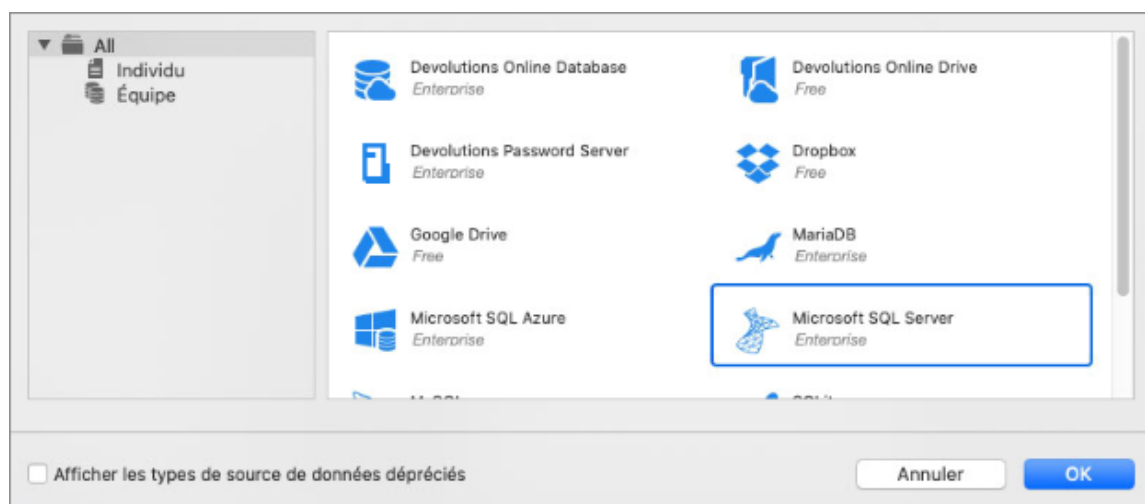 All
Individu
Équipe
Devolutions Online Database
Enterprise
Devolutions Online Drive
Free
Devolutions Password Server
Enterprise
Dropbox
Free
Google Drive
Free
MariaDB
Enterprise
Microsoft SQL Azure
Enterprise
Microsoft SQL Server
Enterprise
Afficher les types de source de données dépréciés
Annuler
OK